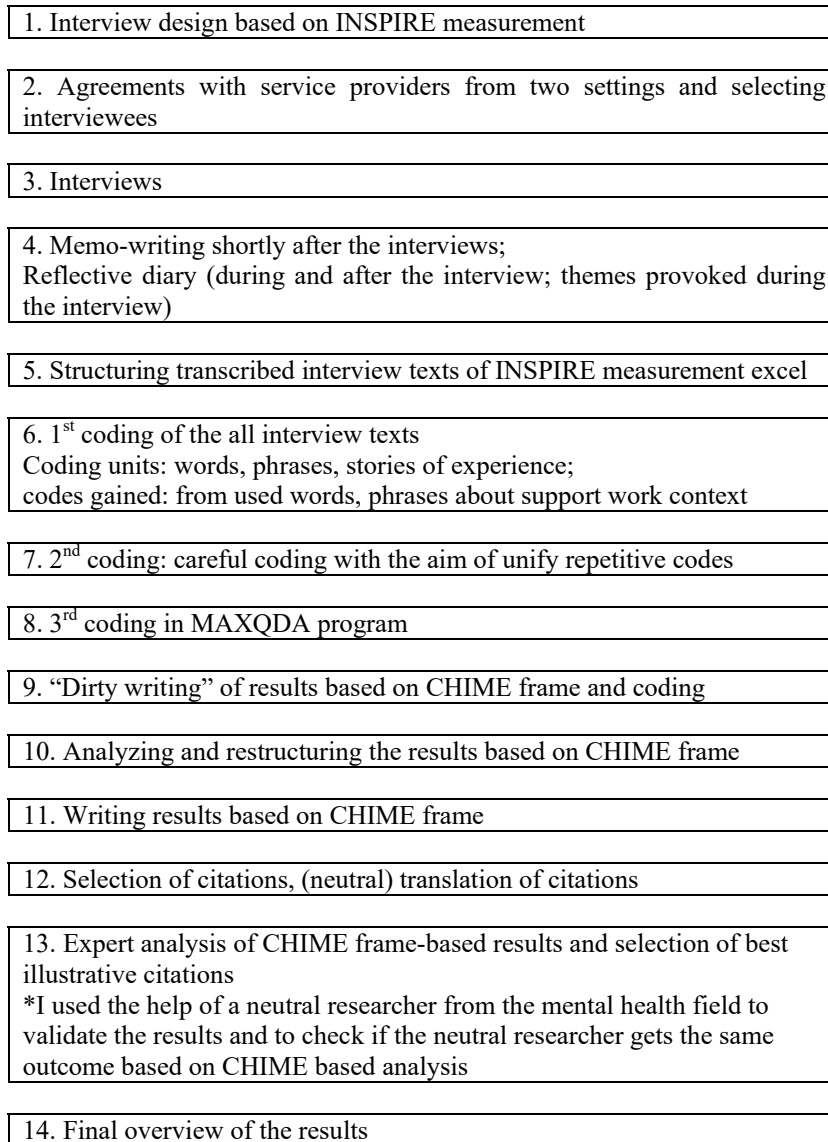 1. Interview design based on INSPIRE measurement
2. Agreements with service providers from two settings and selecting
interviewees
3. Interviews
4. Memo-writing shortly after the interviews;
Reflective diary (during and after the interview; themes provoked during
the interview)
5. Structuring transcribed interview texts of INSPIRE measurement excel
6. 1st coding of the all interview texts
Coding units: words, phrases, stories of experience;
codes gained: from used words, phrases about support work context
7. 2nd coding: careful coding with the aim of unify repetitive codes
8. 3rd coding in MAXQDA program
9. “Dirty writing” of results based on CHIME frame and coding
10. Analyzing and restructuring the results based on CHIME frame
11. Writing results based on CHIME frame
12. Selection of citations, (neutral) translation of citations
13. Expert analysis of CHIME frame-based results and selection of best
illustrative citations
*I used the help of a neutral researcher from the mental health field to
validate the results and to check if the neutral researcher gets the same
outcome based on CHIME based analysis
14. Final overview of the results